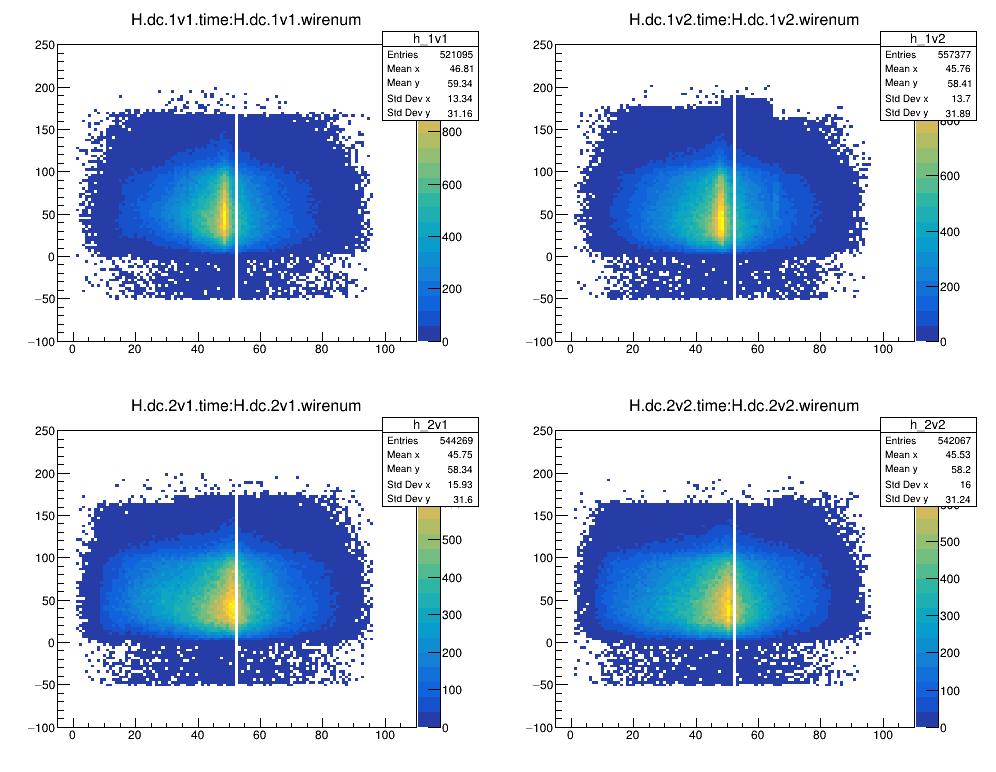 H.dc.1v1.time:H.dc.1v1.wirenum
h_1v1
Entries 521095
Mean x 46.81
Mean y 59.34
Std Dev x 13.34
Std Dev y 31.16
250
200
150
100
50
0
−50
−100
0 20 40 60 80 100
800
600
400
200
0
H.dc.1v2.time:H.dc.1v2.wirenum
h_1v2
Entries 557377
Mean x 45.76
Mean y 58.41
Std Dev x 13.7
Std Dev y 31.89
250
200
150
100
50
0
−50
−100
0 20 40 60 80 100
600
400
200
0
H.dc.2v1.time:H.dc.2v1.wirenum
h_2v1
Entries 544269
Mean x 45.75
Mean y 58.34
Std Dev x 15.93
Std Dev y 31.6
250
200
150
100
50
0
−50
−100
0 20 40 60 80 100
500
400
300
200
100
0
H.dc.2v2.time:H.dc.2v2.wirenum
h_2v2
Entries 542067
Mean x 45.53
Mean y 58.2
Std Dev x 16
Std Dev y 31.24
250
200
150
100
50
0
−50
−100
0 20 40 60 80 100
500
400
300
200
100
0